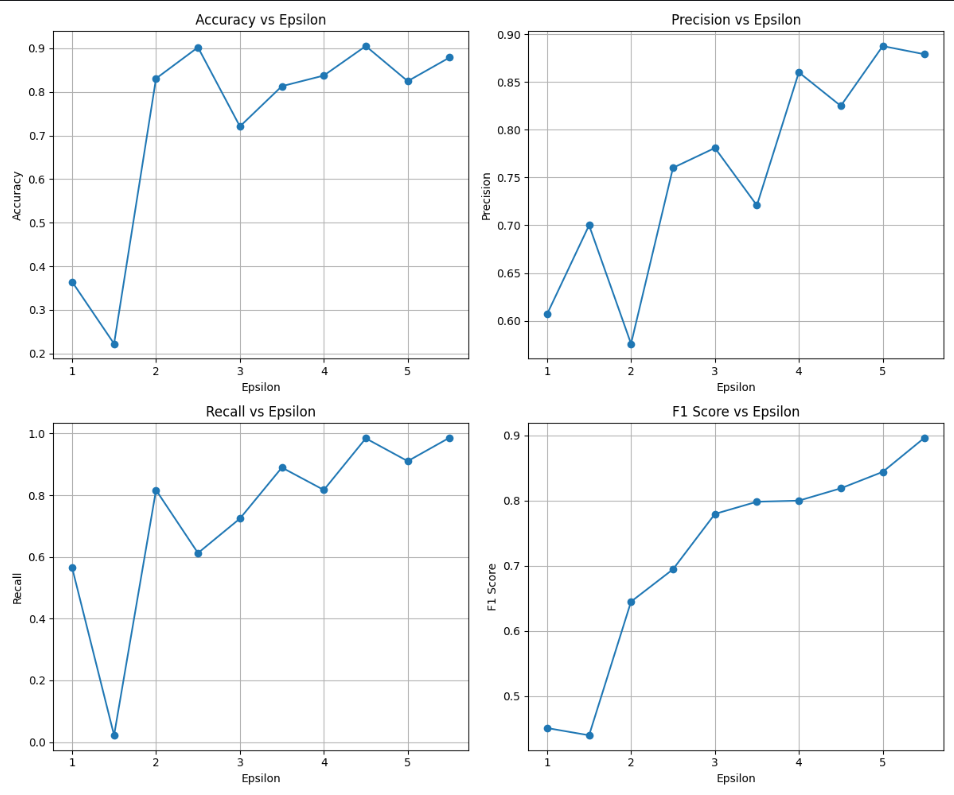 Accuracy vs Epsilon
0.9
0.8
0.7
0.6
0.5
0.4
0.3
0.2
Accuracy
1 2 3 4 5
Epsilon
Precision vs Epsilon
0.90
0.85
0.80
0.75
0.70
0.65
0.60
Precision
1 2 3 4 5
Epsilon
Recall vs Epsilon
1.0
0.8
0.6
0.4
0.2
0.0
Recall
1 2 3 4 5
Epsilon
F1 Score vs Epsilon
0.9
0.8
0.7
0.6
0.5
F1 Score
1 2 3 4 5
Epsilon